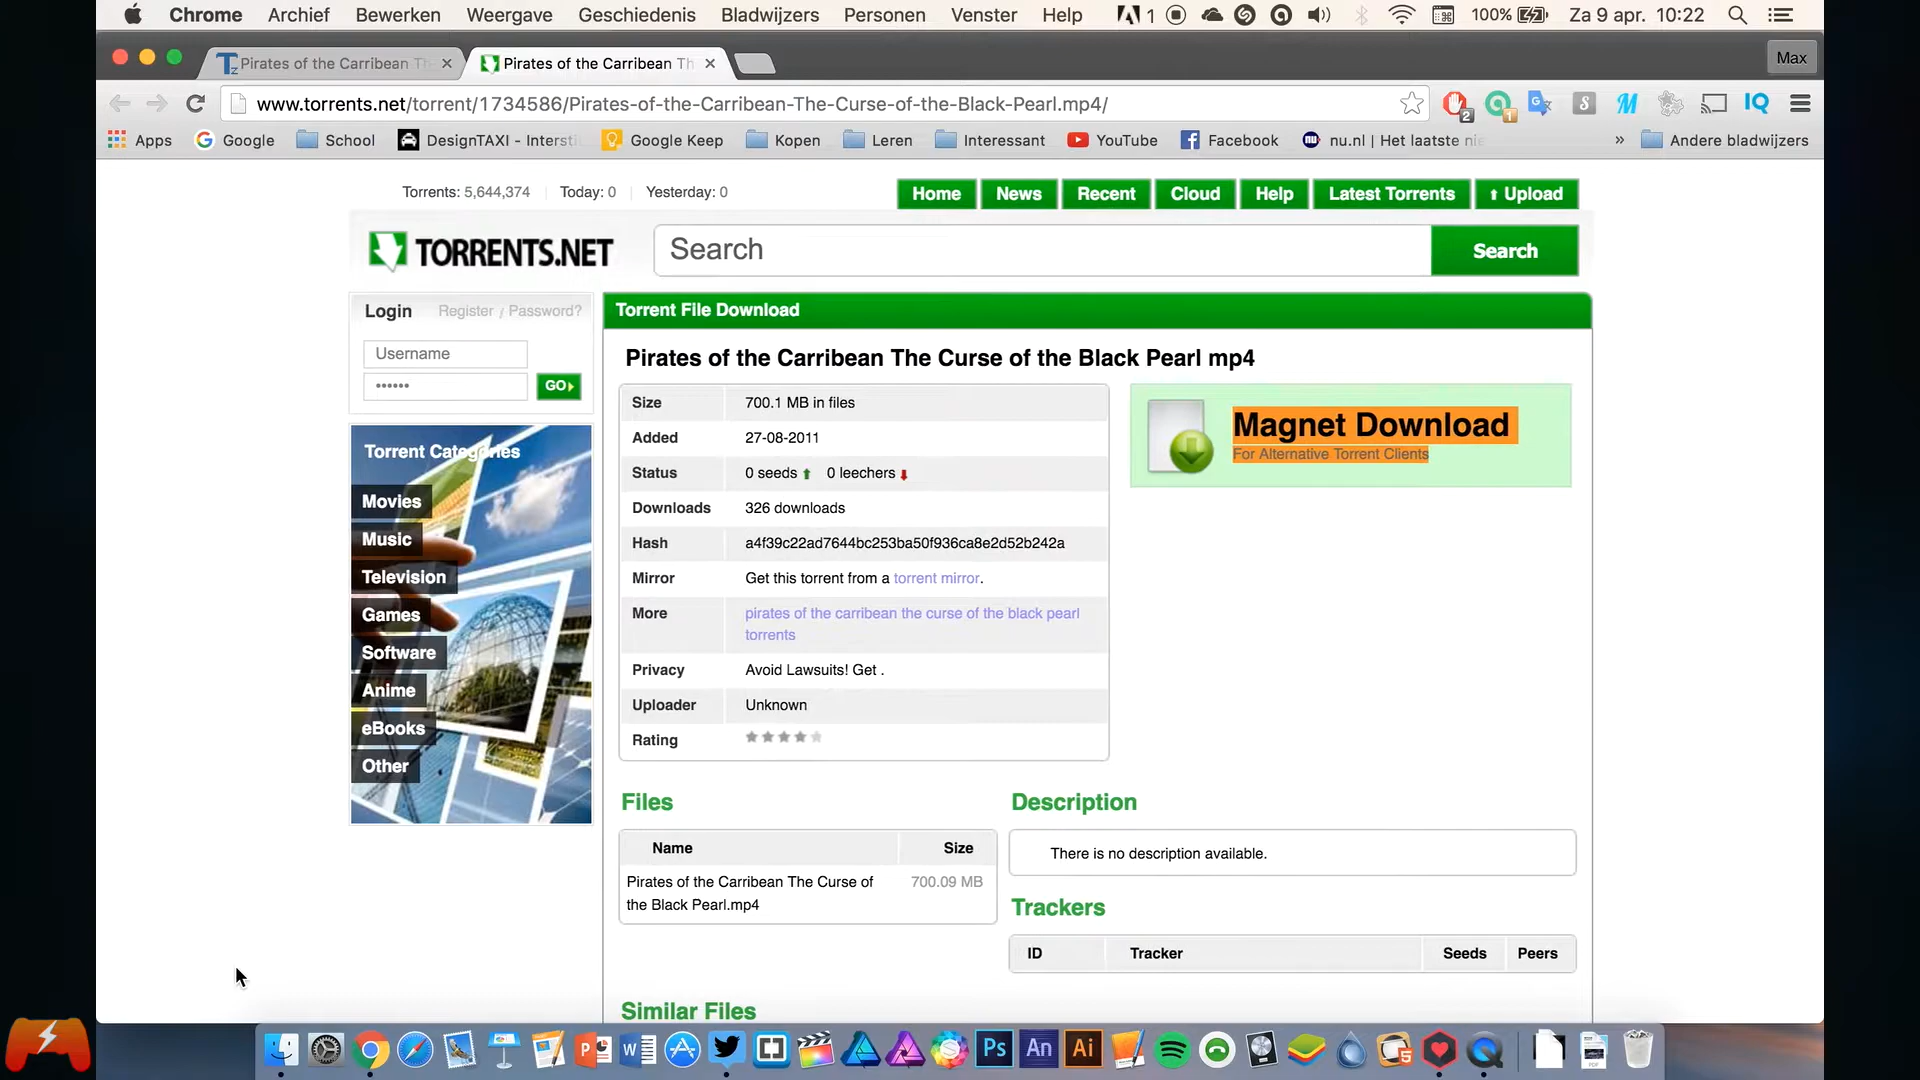 Chrome Archief Bewerken Weergave Geschiedenis Bladwijzers Personen Venster Help 1 100% Za 9 apr. 10:22
Pirates of the Carribean Th
Pirates of the Carribean Th
Max
www.torrents.net/torrent/1734586/Pirates-of-the-Carribean-The-Curse-of-the-Black-Pearl.mp4/
2 1 S M IQ
Apps Google School DesignTAXI - Intersti Google Keep Kopen Leren Interessant YouTube Facebook nu.nl | Het laatste nie » Andere bladwijzers
Torrents: 5,644,374 Today: 0 Yesterday: 0
Home News Recent Cloud Help Latest Torrents Upload
TORRENTS.NET
Search
Search
Login Register / Password?
Username
••••••
GO
Torrent Categories
Movies
Music
Television
Games
Software
Anime
eBooks
Other
Torrent File Download
Pirates of the Carribean The Curse of the Black Pearl mp4
Size 700.1 MB in files
Added 27-08-2011
Status 0 seeds 0 leechers
Downloads 326 downloads
Hash a4f39c22ad7644bc253ba50f936ca8e2d52b242a
Mirror Get this torrent from a torrent mirror.
More pirates of the carribean the curse of the black pearl
torrents
Privacy Avoid Lawsuits! Get .
Uploader Unknown
Rating
Magnet Download
For Alternative Torrent Clients
Files
Name Size
Pirates of the Carribean The Curse of 700.09 MB
the Black Pearl.mp4
Description
There is no description available.
Trackers
ID Tracker Seeds Peers
Similar Files
P W Ps An Ai 5